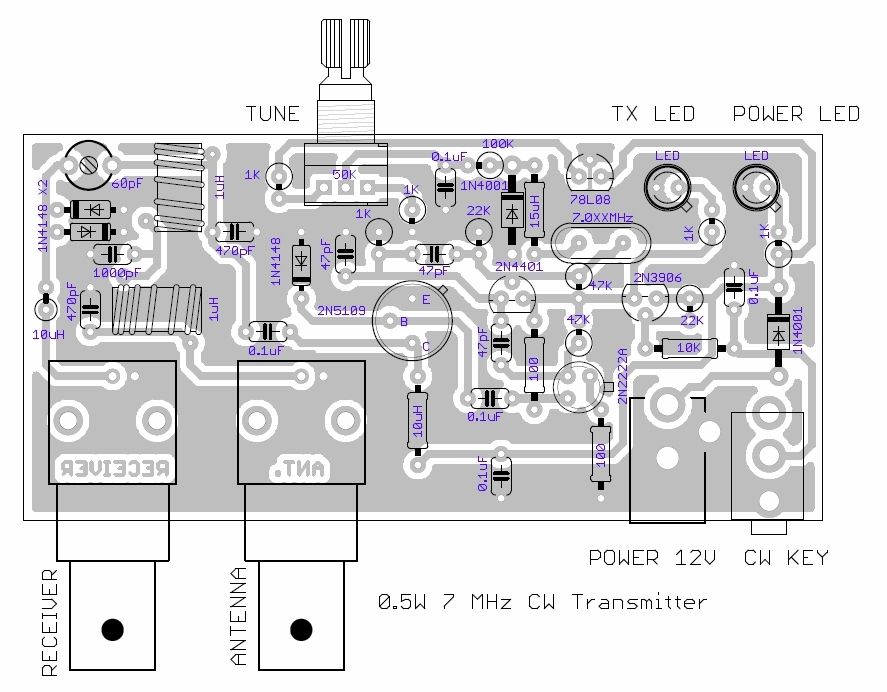 TUNE
TX LED
POWER LED
100K
0.1uF
LED
LED
1K
50K
1N4001
60pF
1uH
1K
15uH
78L08
1N4148 X2
1K
22K
7.0XXMHz
1K
1K
470pF
1N4148
47pF
47pF
2N4401
1000pF
47K
2N3906
0.1uF
470pF
1uH
2N5109
E
B
C
22K
10uH
0.1uF
47pF
47K
10K
1N4001
100
2N2222A
10uH
0.1uF
100
RECEIVER
ANT.
0.1uF
POWER 12V
CW KEY
RECEIVER
ANTENNA
0.5W 7 MHz CW Transmitter